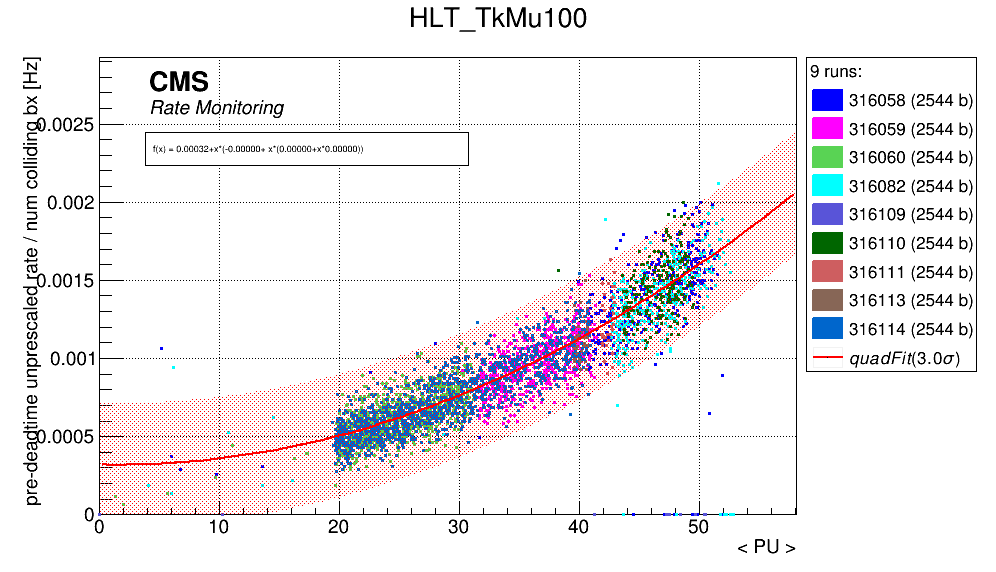 HLT_TkMu100
pre-deadtime unprescaled rate / num colliding bx [Hz]
CMS
Rate Monitoring
f(x) = 0.00032+x*(-0.00000+ x*(0.00000+x*0.00000))
0.0025
0.002
0.0015
0.001
0.0005
0
0 10 20 30 40 50
< PU >
9 runs:
316058 (2544 b)
316059 (2544 b)
316060 (2544 b)
316082 (2544 b)
316109 (2544 b)
316110 (2544 b)
316111 (2544 b)
316113 (2544 b)
316114 (2544 b)
quadFit(3.0σ)